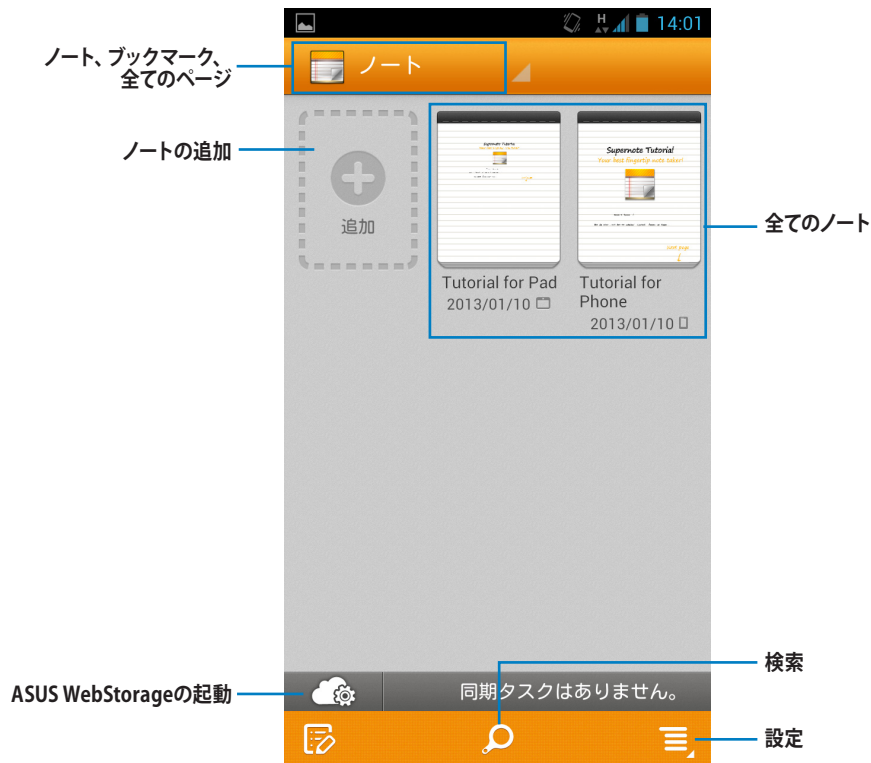 H 14:01
ノート、ブックマーク、
全てのページ
ノート
ノートの追加
追加
Supernote Tutorial
Supernote Tutorial
Your best fingertip note taker!
next page
全てのノート
Tutorial for Pad
2013/01/10
Tutorial for
Phone
2013/01/10
検索
ASUS WebStorageの起動
同期タスクはありません。
設定